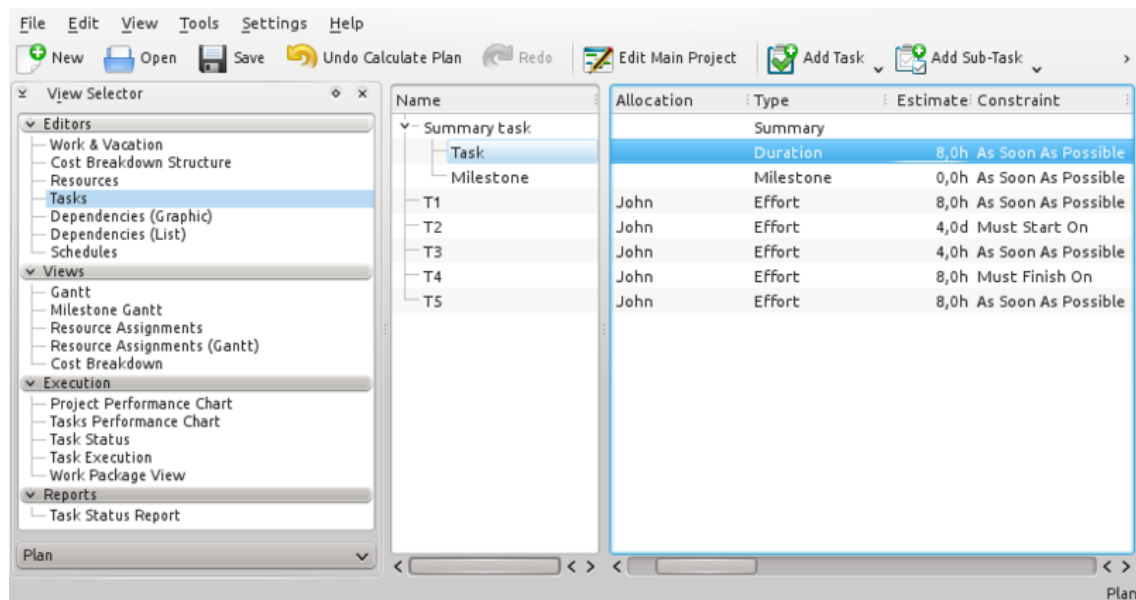 File Edit View Tools Settings Help
New Open Save Undo Calculate Plan Redo Edit Main Project Add Task Add Sub-Task
View Selector
Editors
Work & Vacation
Cost Breakdown Structure
Resources
Tasks
Dependencies (Graphic)
Dependencies (List)
Schedules
Views
Gantt
Milestone Gantt
Resource Assignments
Resource Assignments (Gantt)
Cost Breakdown
Execution
Project Performance Chart
Tasks Performance Chart
Task Status
Task Execution
Work Package View
Reports
Task Status Report
Plan
Name Allocation Type Estimate Constraint
Summary task Summary
Task Duration 8,0h As Soon As Possible
Milestone Milestone 0,0h As Soon As Possible
T1 John Effort 8,0h As Soon As Possible
T2 John Effort 4,0d Must Start On
T3 John Effort 4,0h As Soon As Possible
T4 John Effort 8,0h Must Finish On
T5 John Effort 8,0h As Soon As Possible
Plan